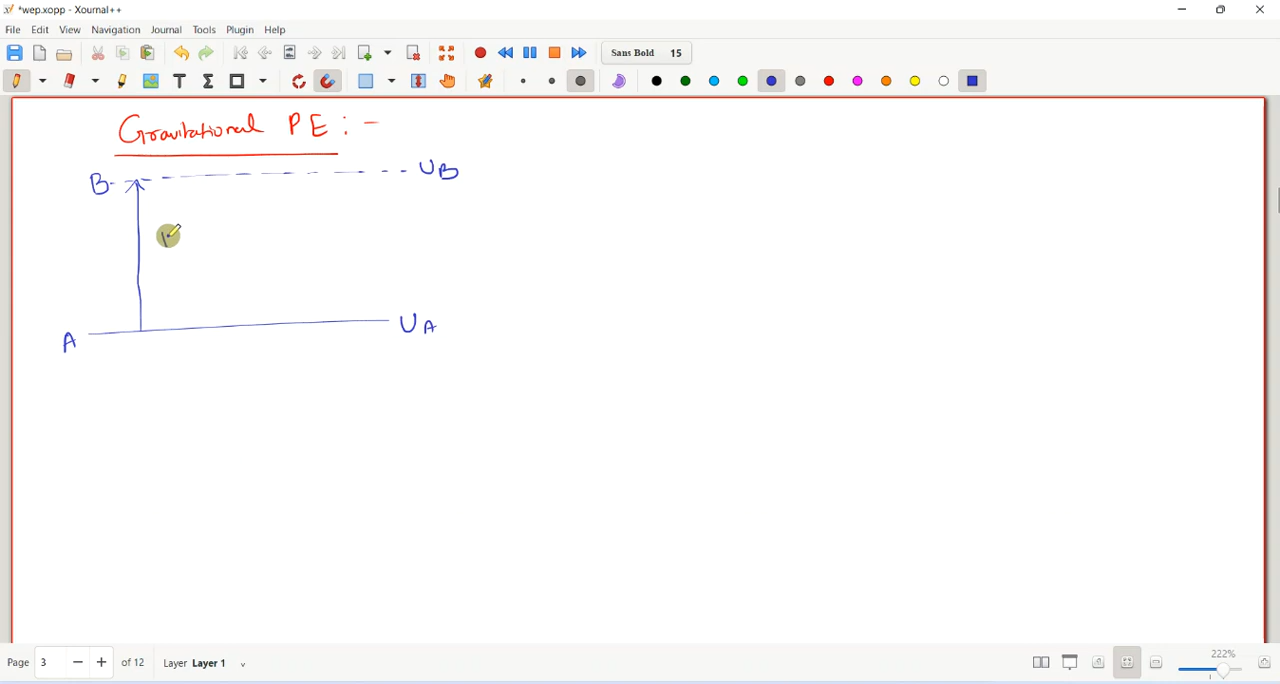 *wep.xopp - Xournal++
File Edit View Navigation Journal Tools Plugin Help
Sans Bold 15
Gravitational PE : -
B
UB
A
UA
Page 3 of 12 Layer Layer 1
223%
222%